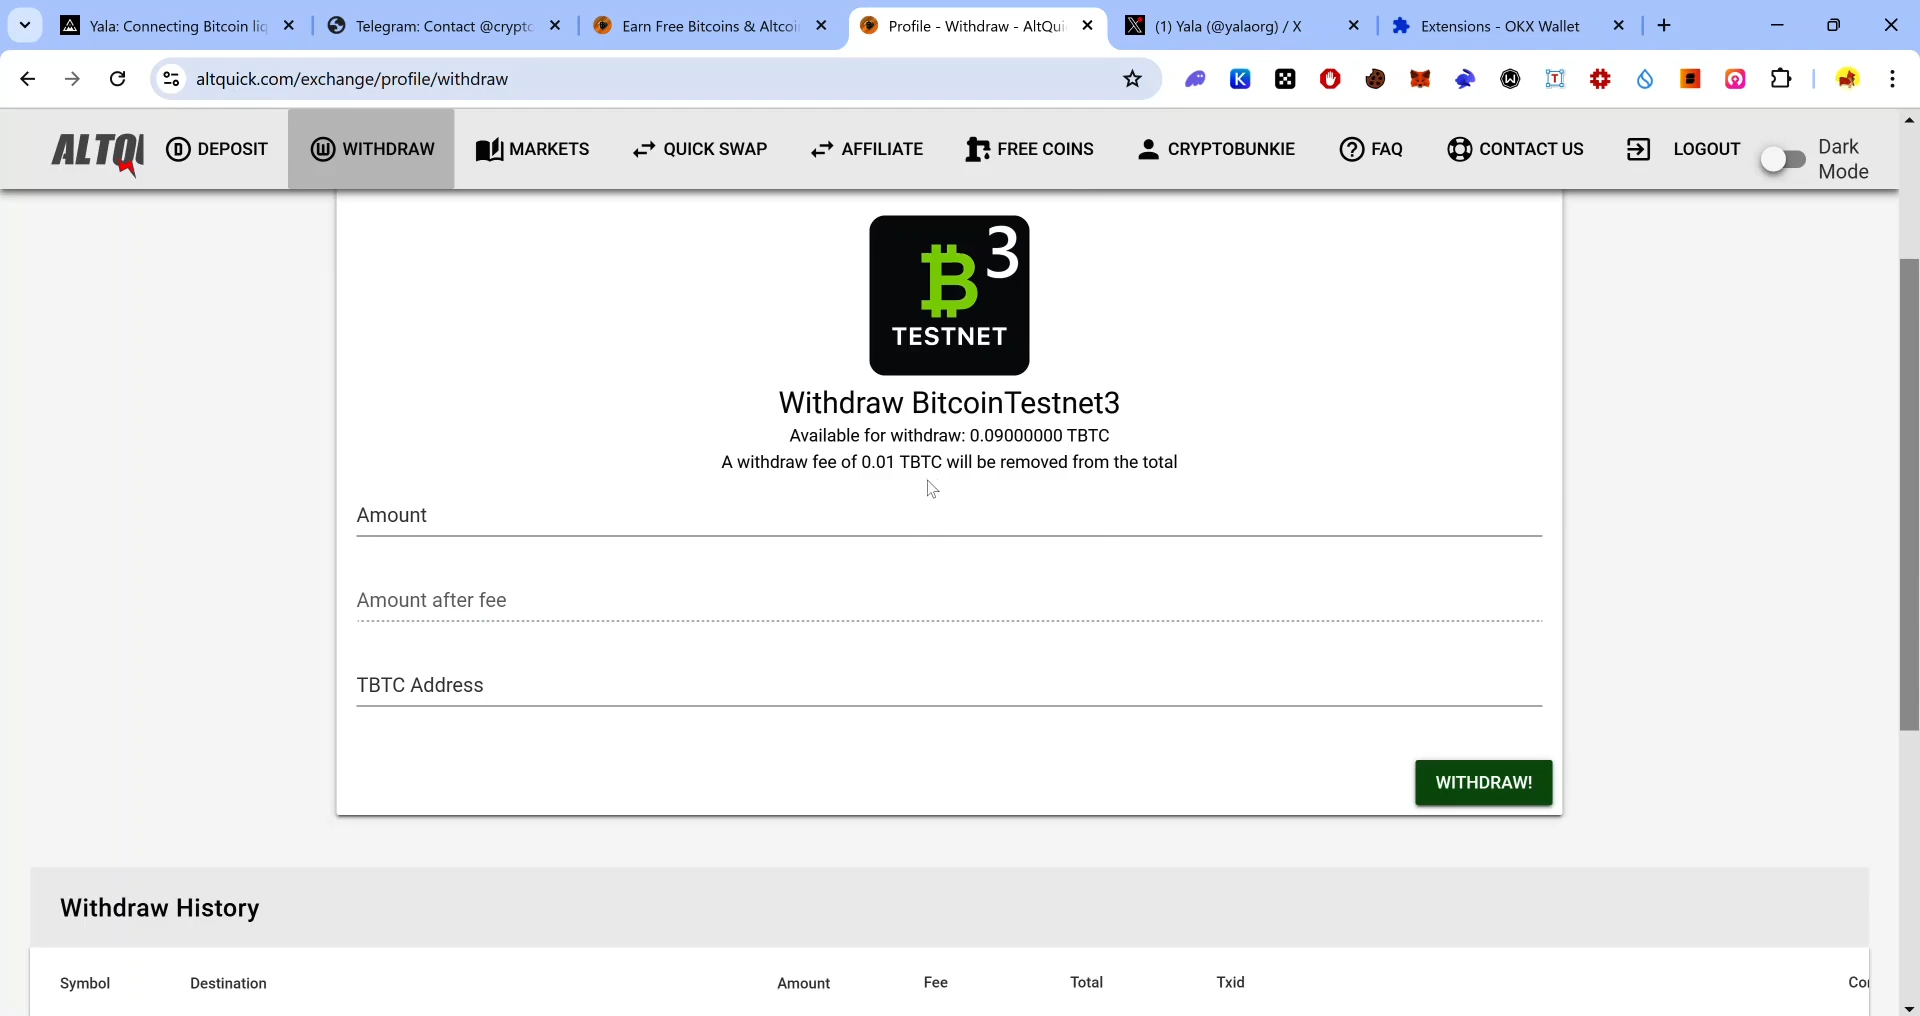 Yala: Connecting Bitcoin liq
Telegram: Contact @crypto
Earn Free Bitcoins & Altcoi
Profile - Withdraw - AltQui
(1) Yala (@yalaorg) / X
Extensions - OKX Wallet
altquick.com/exchange/profile/withdraw
ALTQ
DEPOSIT
WITHDRAW
MARKETS
QUICK SWAP
AFFILIATE
FREE COINS
CRYPTOBUNKIE
FAQ
CONTACT US
LOGOUT
Dark
Mode
3
TESTNET
Withdraw BitcoinTestnet3
Available for withdraw: 0.09000000 TBTC
A withdraw fee of 0.01 TBTC will be removed from the total
Amount
Amount after fee
TBTC Address
WITHDRAW!
Withdraw History
Symbol
Destination
Amount
Fee
Total
Txid